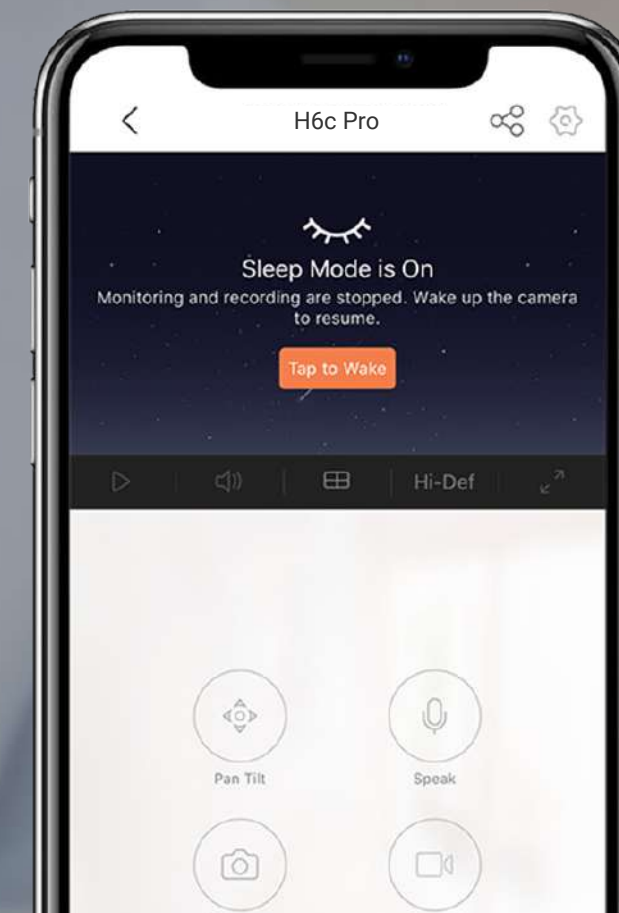 H6c Pro
Sleep Mode is On
Monitoring and recording are stopped. Wake up the camera
to resume.
Tap to Wake
Hi-Def
Pan Tilt
Speak